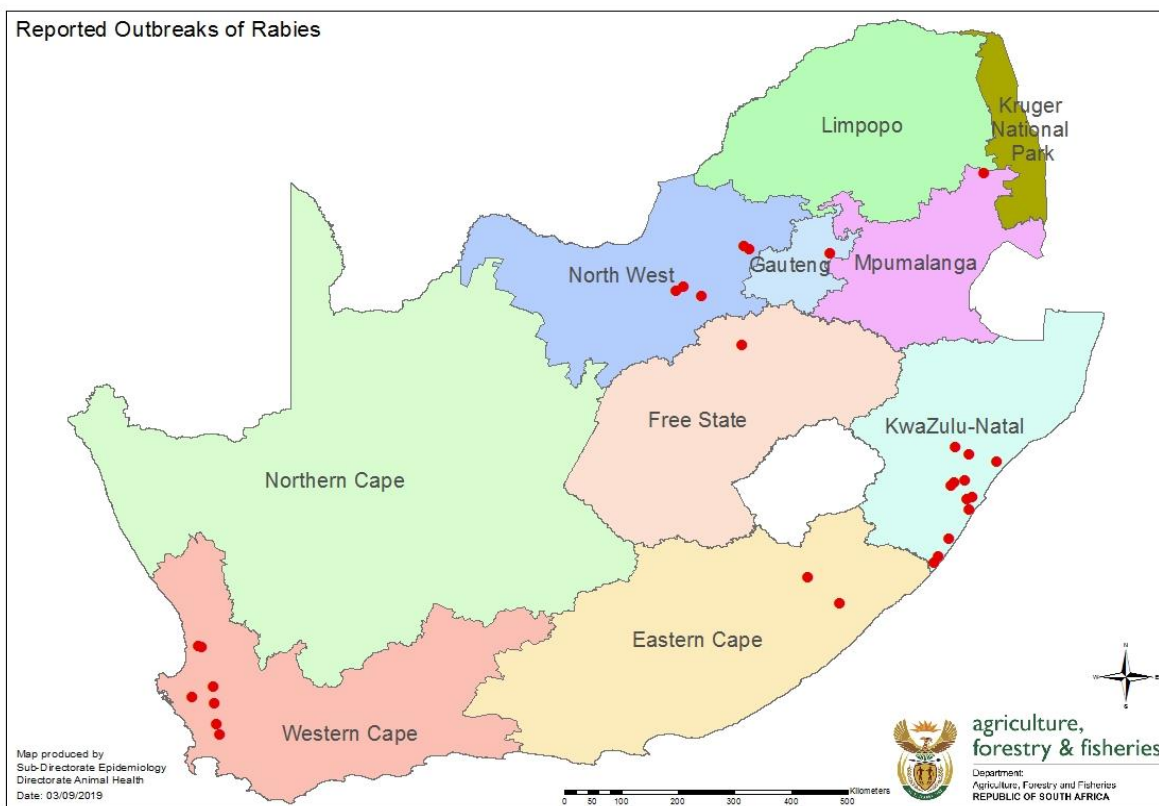 Reported Outbreaks of Rabies
Limpopo
Kruger
National
Park
North West
Gauteng
Mpumalanga
Free State
KwaZulu-Natal
Northern Cape
Eastern Cape
Western Cape
N
W
E
S
Map produced by
Sub-Directorate Epidemiology
Directorate Animal Health
Date: 03/09/2019
Kilometers
0 50 100 200 300 400 500
agriculture,
forestry & fisheries
Department:
Agriculture, Forestry and Fisheries
REPUBLIC OF SOUTH AFRICA